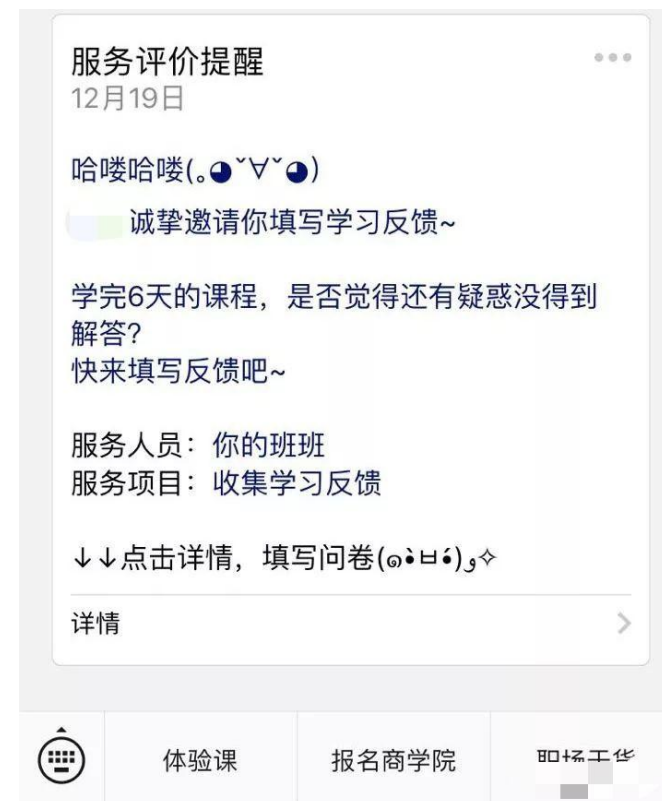 服务评价提醒
12月19日
哈喽哈喽(｡◕ˇ∀ˇ◕)
诚挚邀请你填写学习反馈~
学完6天的课程，是否觉得还有疑惑没得到
解答?
快来填写反馈吧~
服务人员：你的班班
服务项目：收集学习反馈
↓↓点击详情，填写问卷(๑•̀ㅂ•́)و✧
详情
体验课
报名商学院
职场干货